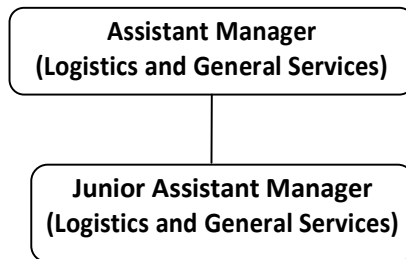 Assistant Manager
(Logistics and General Services)
Junior Assistant Manager
(Logistics and General Services)